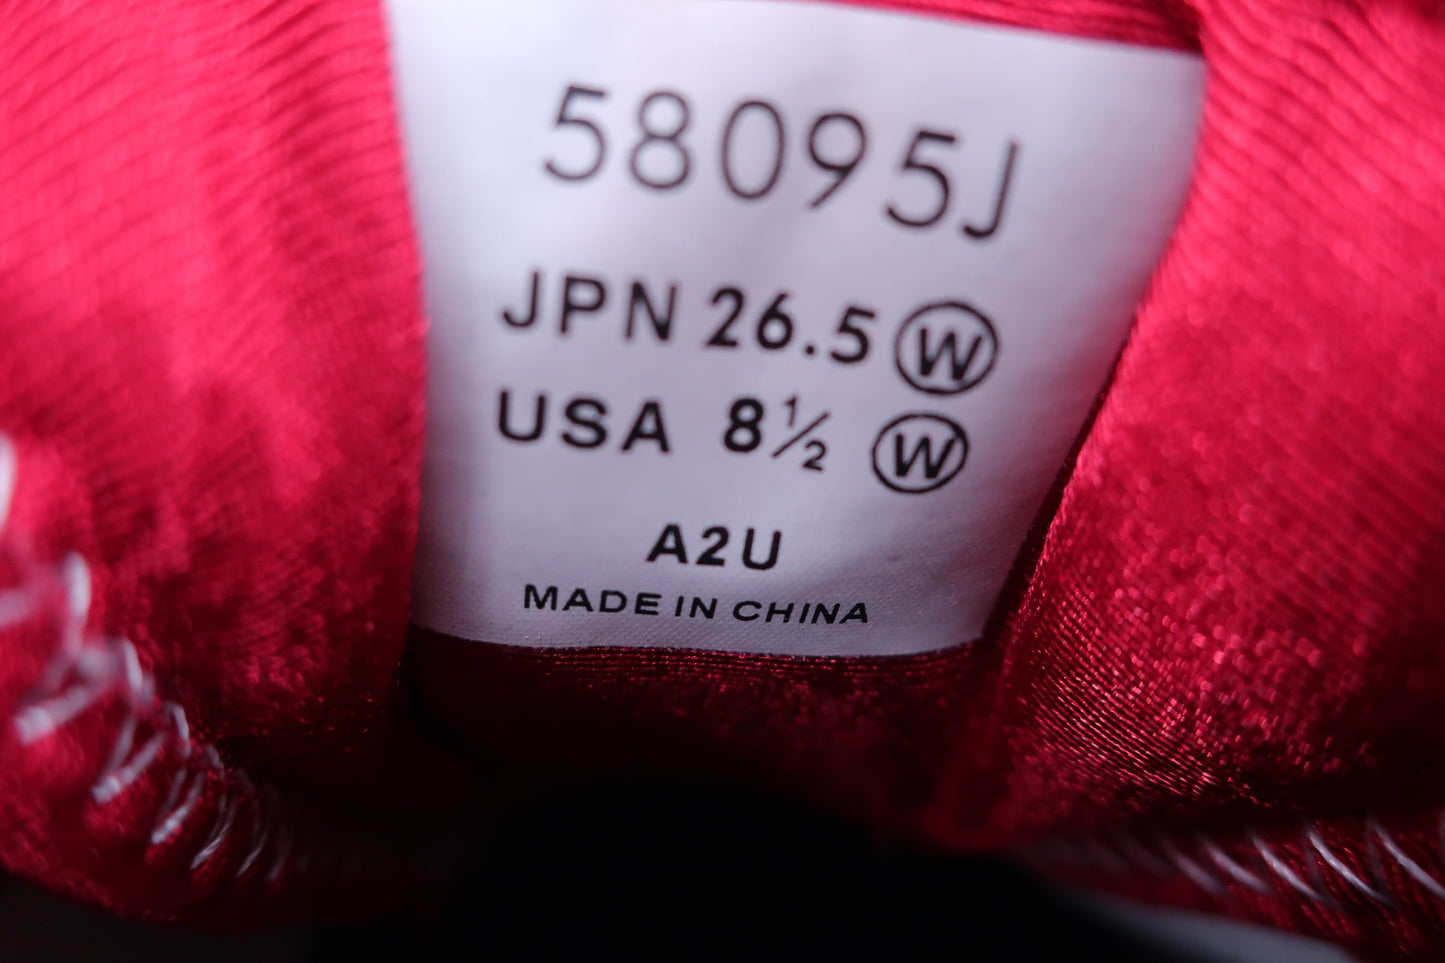 58095J
JPN 26.5 Ⓦ
USA 8½ Ⓦ
A2U
MADE IN CHINA